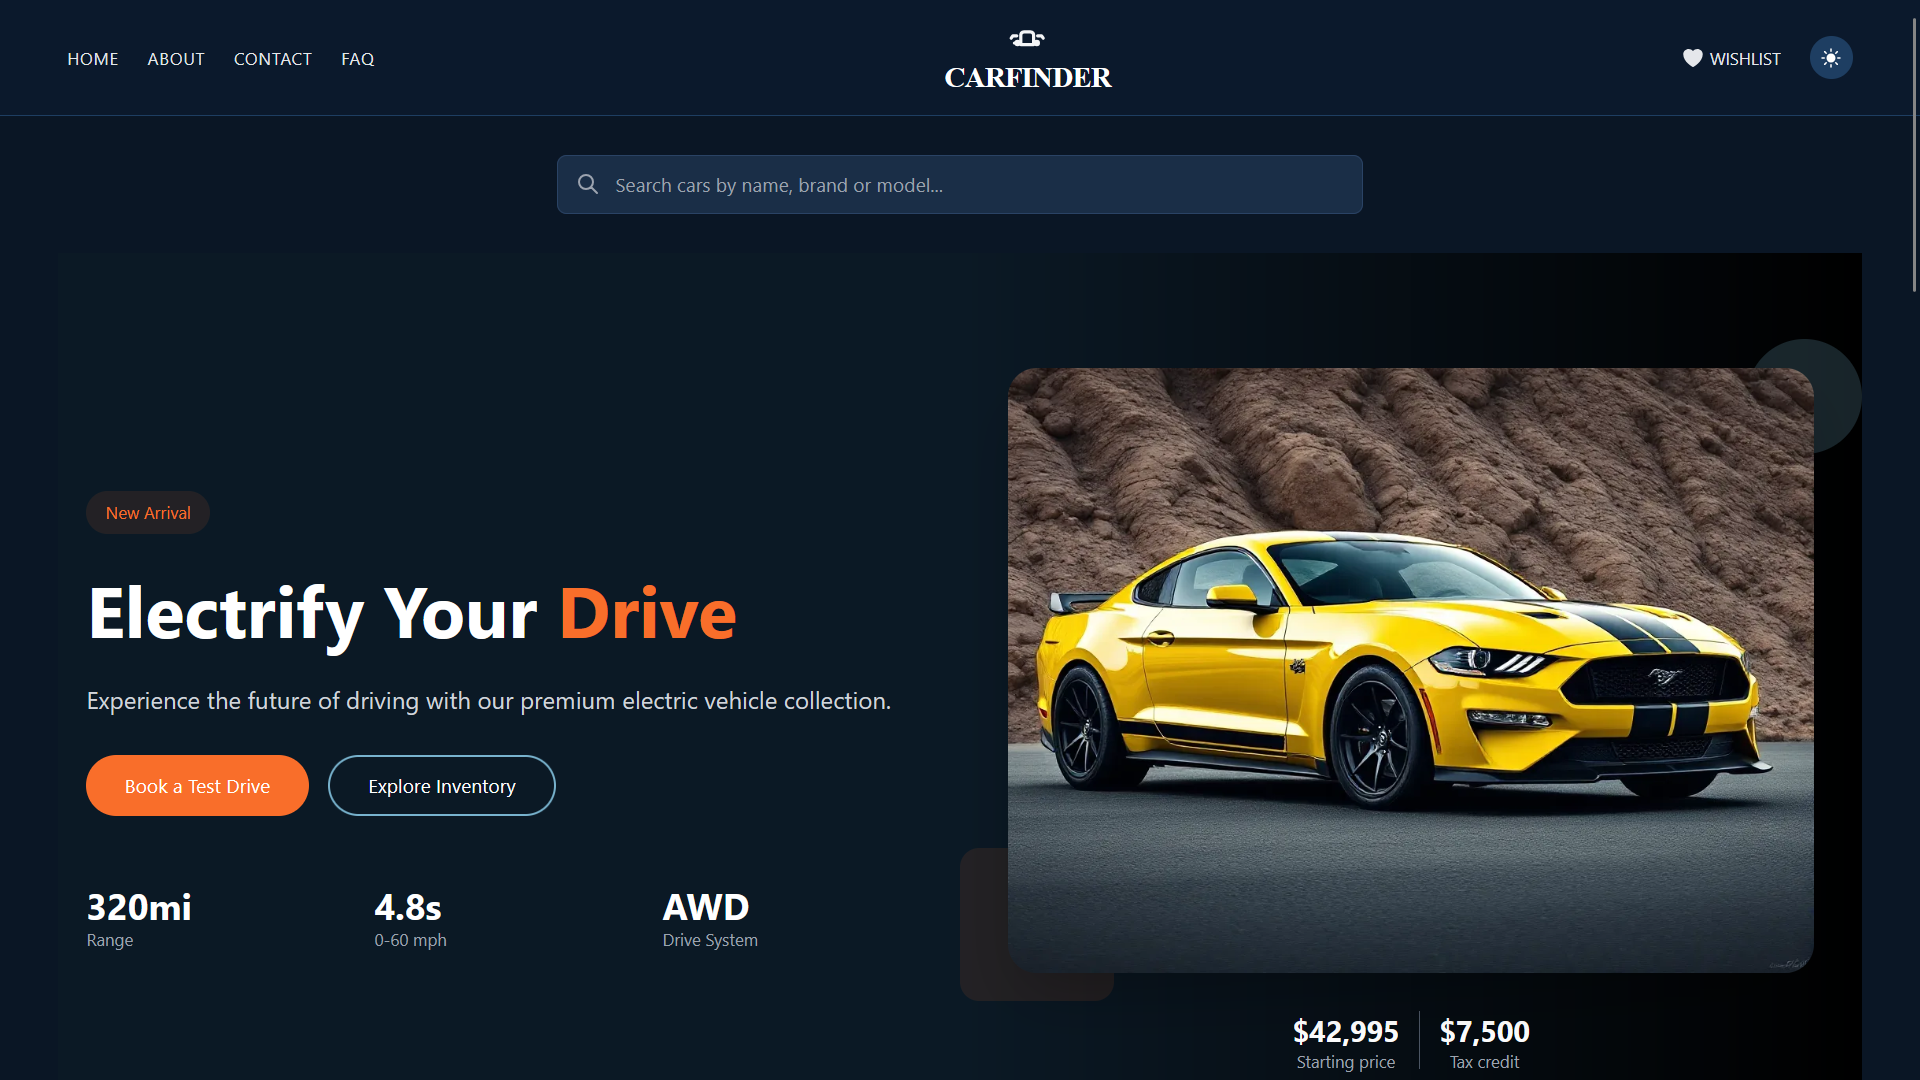 HOME ABOUT CONTACT FAQ
CARFINDER
WISHLIST
Search cars by name, brand or model...
New Arrival
Electrify Your Drive
Experience the future of driving with our premium electric vehicle collection.
Book a Test Drive Explore Inventory
320mi 4.8s AWD
Range 0-60 mph Drive System
$42,995 $7,500
Starting price Tax credit